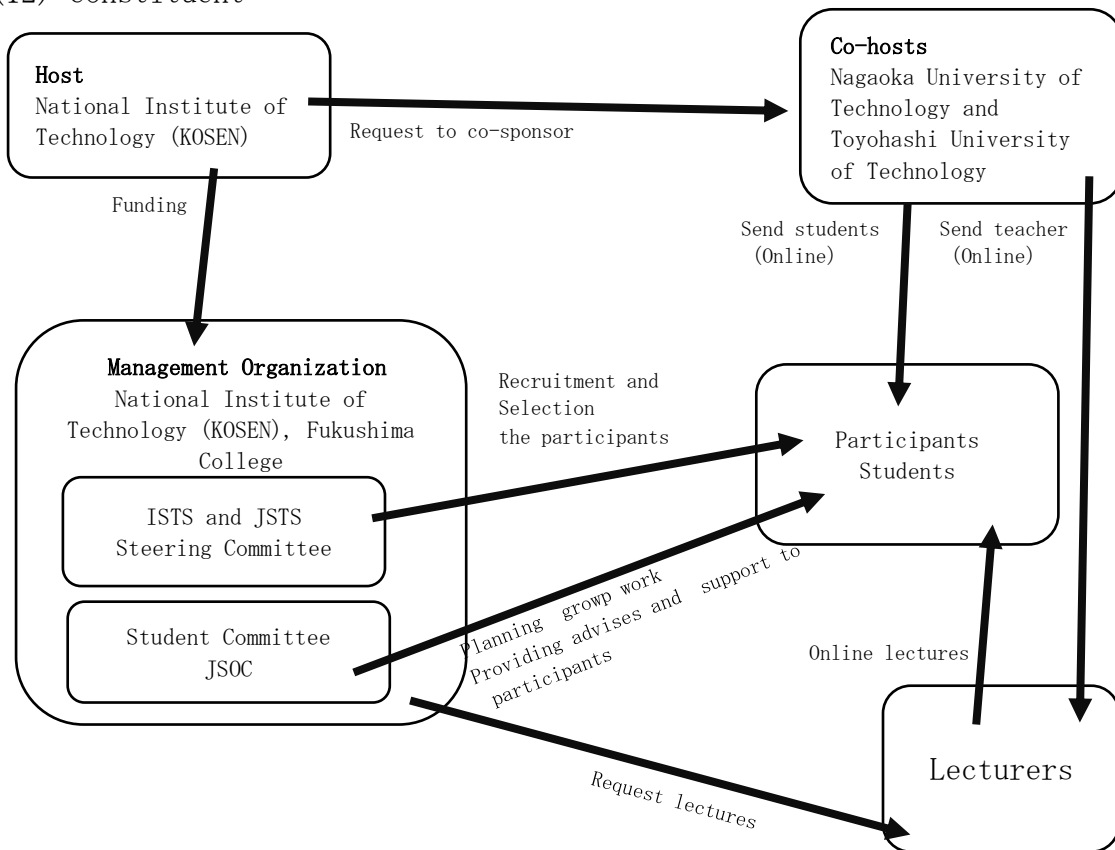 (12) Constituent
Host
National Institute of
Technology (KOSEN)
Co-hosts
Nagaoka University of
Technology and
Toyohashi University
of Technology
Request to co-sponsor
Funding
Send students
(Online)
Send teacher
(Online)
Management Organization
National Institute of
Technology (KOSEN), Fukushima
College
ISTS and JSTS
Steering Committee
Student Committee
JSOC
Recruitment and
Selection
the participants
Participants
Students
Planning growp work
Providing advises and support to
participants
Online lectures
Request lectures
Lecturers